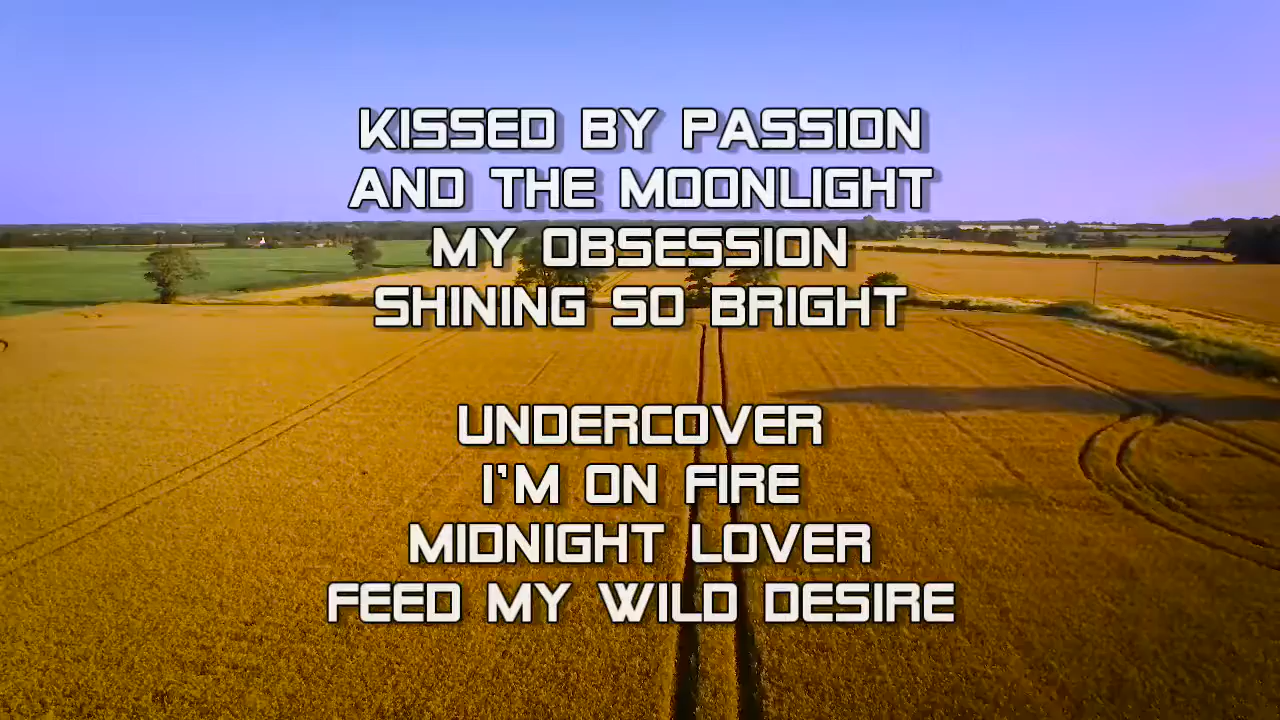 KISSED BY PASSION
AND THE MOONLIGHT
MY OBSESSION
SHINING SO BRIGHT
UNDERCOVER
I'M ON FIRE
MIDNIGHT LOVER
FEED MY WILD DESIRE